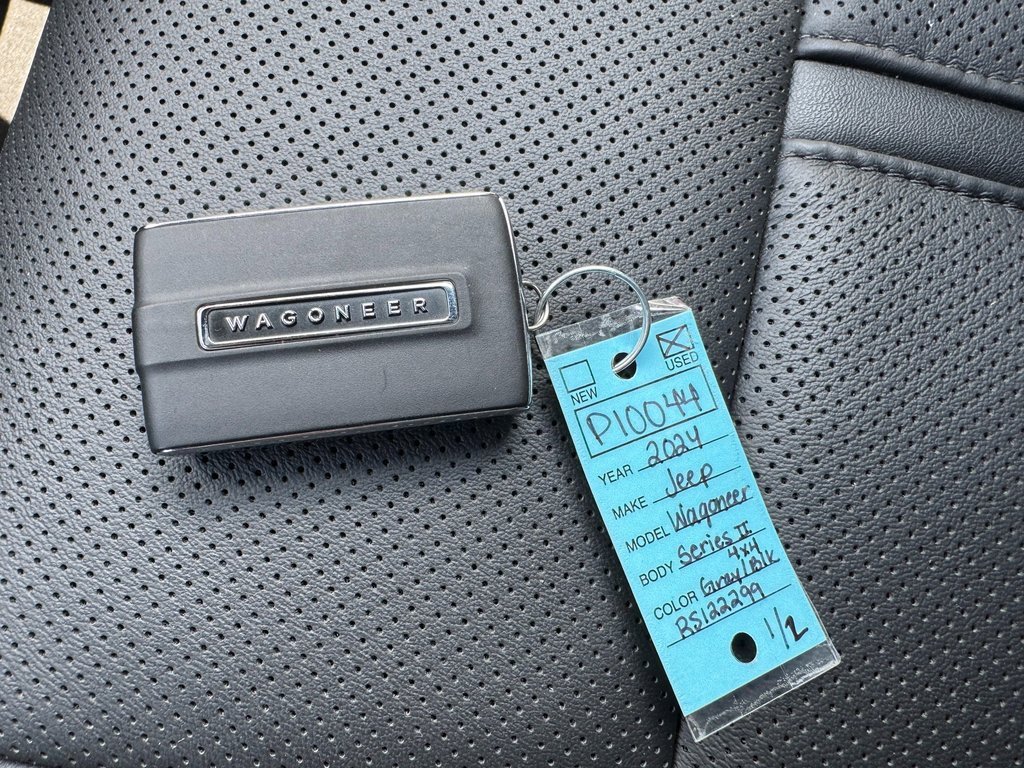 WAGONEER
NEW
USED
P10044
YEAR 2024
MAKE Jeep
MODEL Wagoneer
BODY Series II
4x4
COLOR Gray/Blk
RS122299
1/2